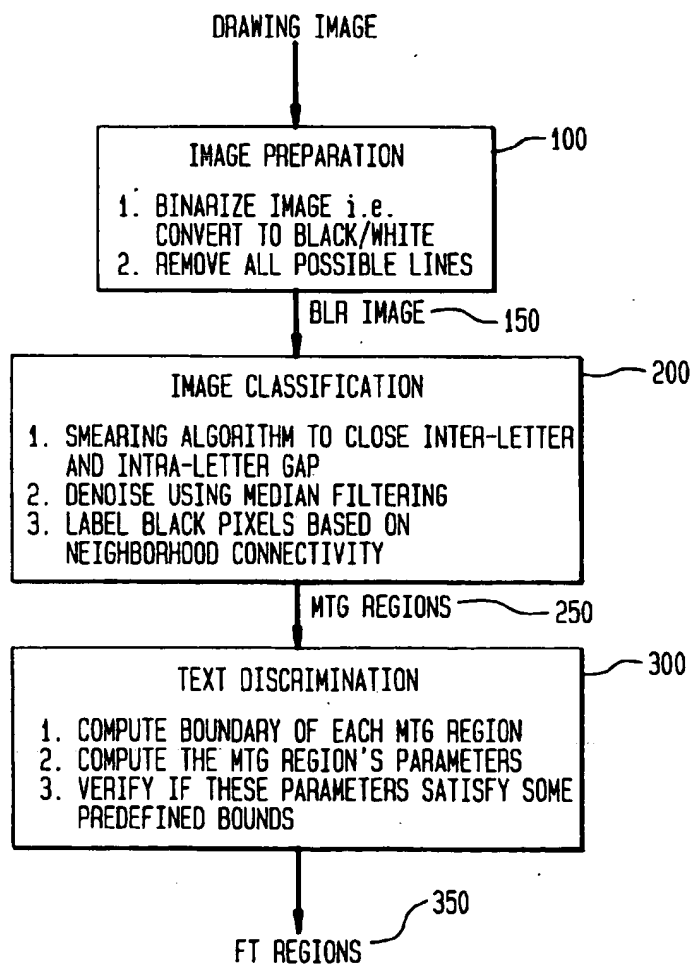 DRAWING IMAGE
100
IMAGE PREPARATION
1. BINARIZE IMAGE i.e.
CONVERT TO BLACK/WHITE
2. REMOVE ALL POSSIBLE LINES
BLR IMAGE 150
200
IMAGE CLASSIFICATION
1. SMEARING ALGORITHM TO CLOSE INTER-LETTER
AND INTRA-LETTER GAP
2. DENOISE USING MEDIAN FILTERING
3. LABEL BLACK PIXELS BASED ON
NEIGHBORHOOD CONNECTIVITY
MTG REGIONS 250
300
TEXT DISCRIMINATION
1. COMPUTE BOUNDARY OF EACH MTG REGION
2. COMPUTE THE MTG REGION'S PARAMETERS
3. VERIFY IF THESE PARAMETERS SATISFY SOME
PREDEFINED BOUNDS
350
FT REGIONS